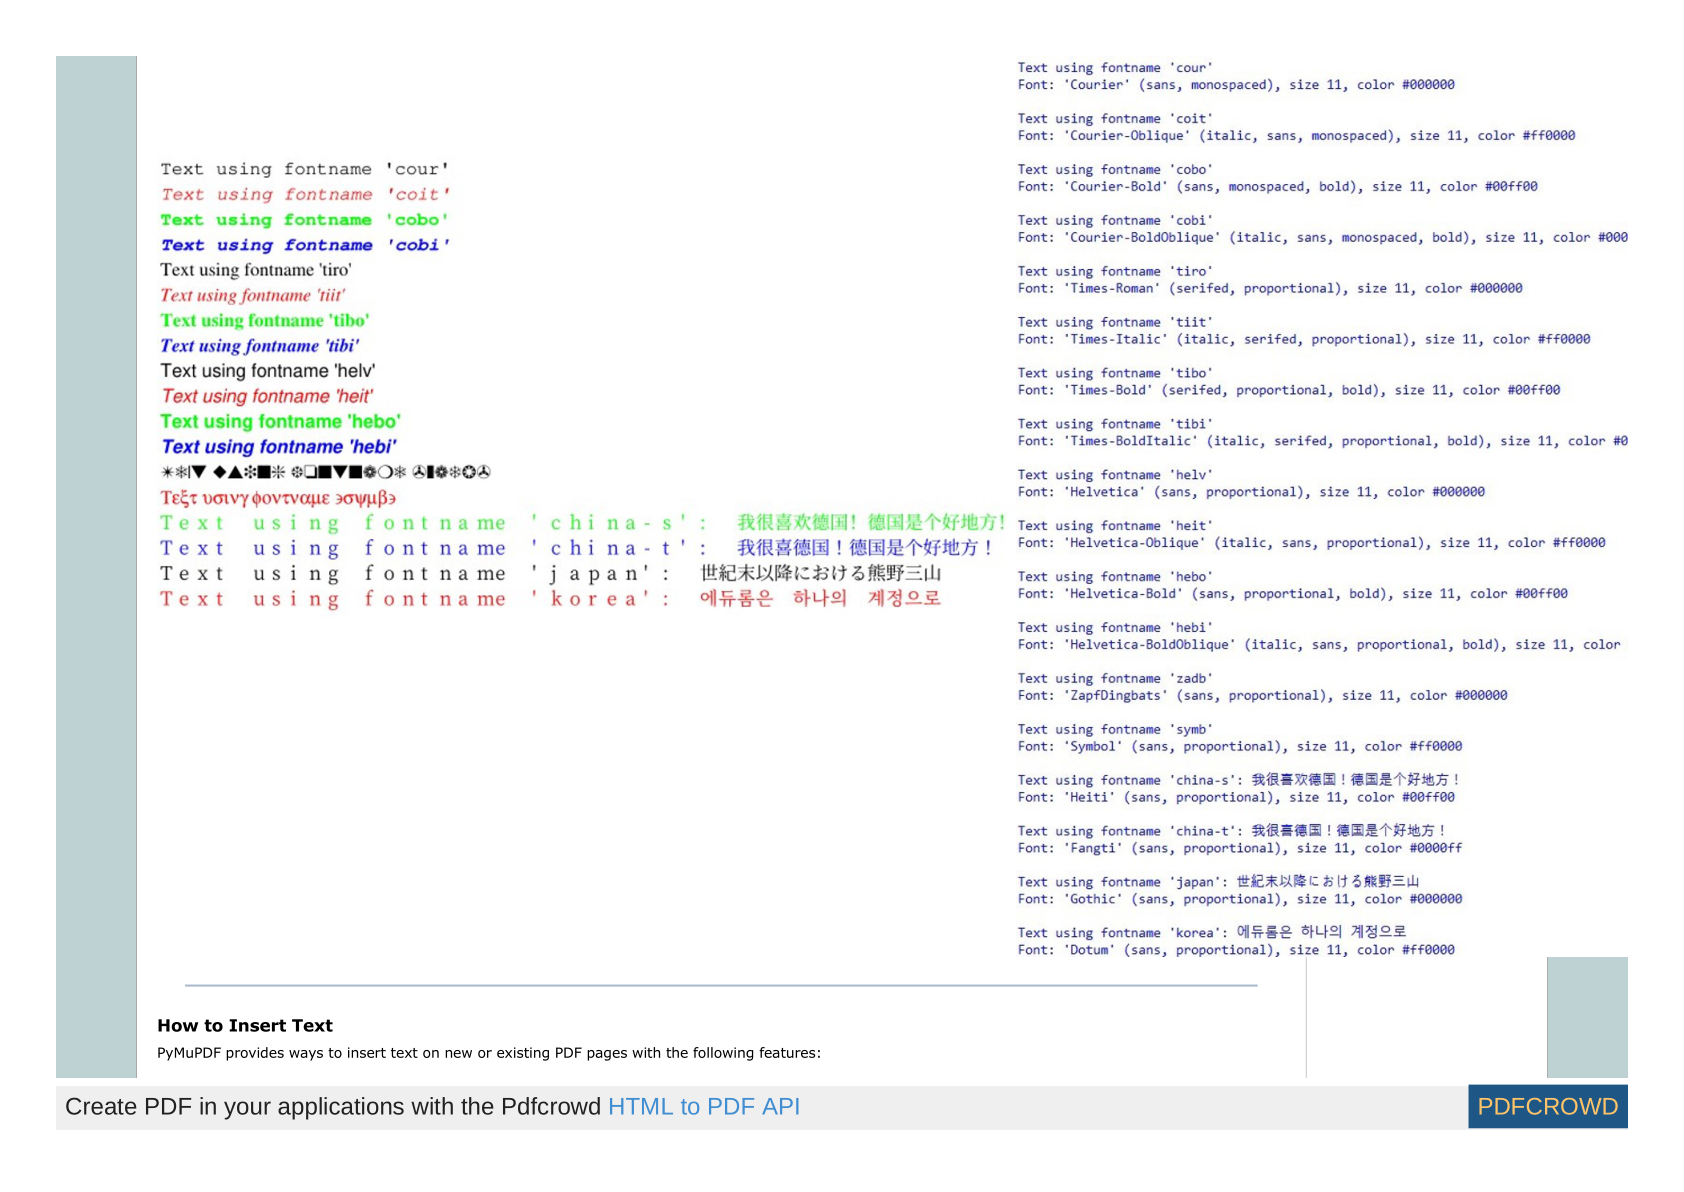 Text using fontname 'cour'
Text using fontname 'coit'
Text using fontname 'cobo'
Text using fontname 'cobi'
Text using fontname 'tiro'
Text using fontname 'tiit'
Text using fontname 'tibo'
Text using fontname 'tibi'
Text using fontname 'helv'
Text using fontname 'heit'
Text using fontname 'hebo'
Text using fontname 'hebi'
Τεξτ υσινγ φοντναμε ϶σψμβ϶
Text using fontname 'china-s': 我很喜欢德国！德国是个好地方！
Text using fontname 'china-t': 我很喜德国！德国是个好地方！
Text using fontname 'japan': 世紀末以降における熊野三山
Text using fontname 'korea': 에듀롬은 하나의 계정으로
Text using fontname 'cour'
Font: 'Courier' (sans, monospaced), size 11, color #000000
Text using fontname 'coit'
Font: 'Courier-Oblique' (italic, sans, monospaced), size 11, color #ff0000
Text using fontname 'cobo'
Font: 'Courier-Bold' (sans, monospaced, bold), size 11, color #00ff00
Text using fontname 'cobi'
Font: 'Courier-BoldOblique' (italic, sans, monospaced, bold), size 11, color #000
Text using fontname 'tiro'
Font: 'Times-Roman' (serifed, proportional), size 11, color #000000
Text using fontname 'tiit'
Font: 'Times-Italic' (italic, serifed, proportional), size 11, color #ff0000
Text using fontname 'tibo'
Font: 'Times-Bold' (serifed, proportional, bold), size 11, color #00ff00
Text using fontname 'tibi'
Font: 'Times-BoldItalic' (italic, serifed, proportional, bold), size 11, color #0
Text using fontname 'helv'
Font: 'Helvetica' (sans, proportional), size 11, color #000000
Text using fontname 'heit'
Font: 'Helvetica-Oblique' (italic, sans, proportional), size 11, color #ff0000
Text using fontname 'hebo'
Font: 'Helvetica-Bold' (sans, proportional, bold), size 11, color #00ff00
Text using fontname 'hebi'
Font: 'Helvetica-BoldOblique' (italic, sans, proportional, bold), size 11, color
Text using fontname 'zadb'
Font: 'ZapfDingbats' (sans, proportional), size 11, color #000000
Text using fontname 'symb'
Font: 'Symbol' (sans, proportional), size 11, color #ff0000
Text using fontname 'china-s': 我很喜欢德国！德国是个好地方！
Font: 'Heiti' (sans, proportional), size 11, color #00ff00
Text using fontname 'china-t': 我很喜德国！德国是个好地方！
Font: 'Fangti' (sans, proportional), size 11, color #0000ff
Text using fontname 'japan': 世紀末以降における熊野三山
Font: 'Gothic' (sans, proportional), size 11, color #000000
Text using fontname 'korea': 에듀롬은 하나의 계정으로
Font: 'Dotum' (sans, proportional), size 11, color #ff0000
How to Insert Text
PyMuPDF provides ways to insert text on new or existing PDF pages with the following features:
Create PDF in your applications with the Pdfcrowd HTML to PDF API
PDFCROWD